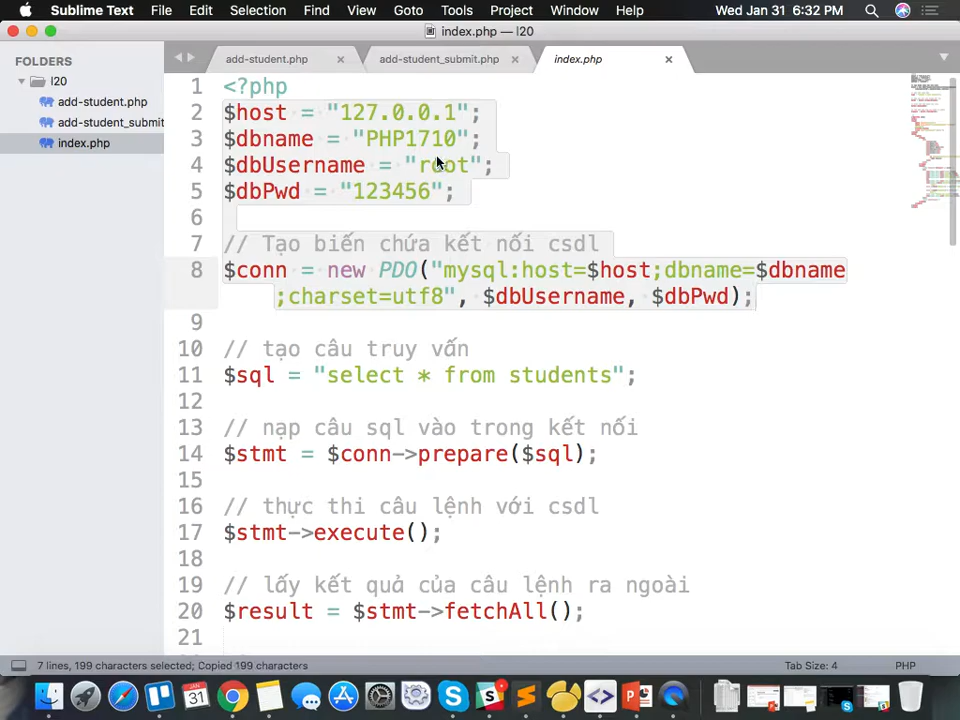 Sublime Text File Edit Selection Find View Goto Tools Project Window Help Wed Jan 31 6:32 PM
index.php — l20
FOLDERS
l20
add-student.php
add-student_submit
index.php
add-student.php
add-student_submit.php
index.php
1 <?php
2 $host = "127.0.0.1";
3 $dbname = "PHP1710";
4 $dbUsername = "root";
5 $dbPwd = "123456";
6
7 // Tạo biến chứa kết nối csdl
8 $conn = new PDO("mysql:host=$host;dbname=$dbname
;charset=utf8", $dbUsername, $dbPwd);
9
10 // tạo câu truy vấn
11 $sql = "select * from students";
12
13 // nạp câu sql vào trong kết nối
14 $stmt = $conn->prepare($sql);
15
16 // thực thi câu lệnh với csdl
17 $stmt->execute();
18
19 // lấy kết quả của câu lệnh ra ngoài
20 $result = $stmt->fetchAll();
21
7 lines, 199 characters selected; Copied 199 characters
Tab Size: 4
PHP